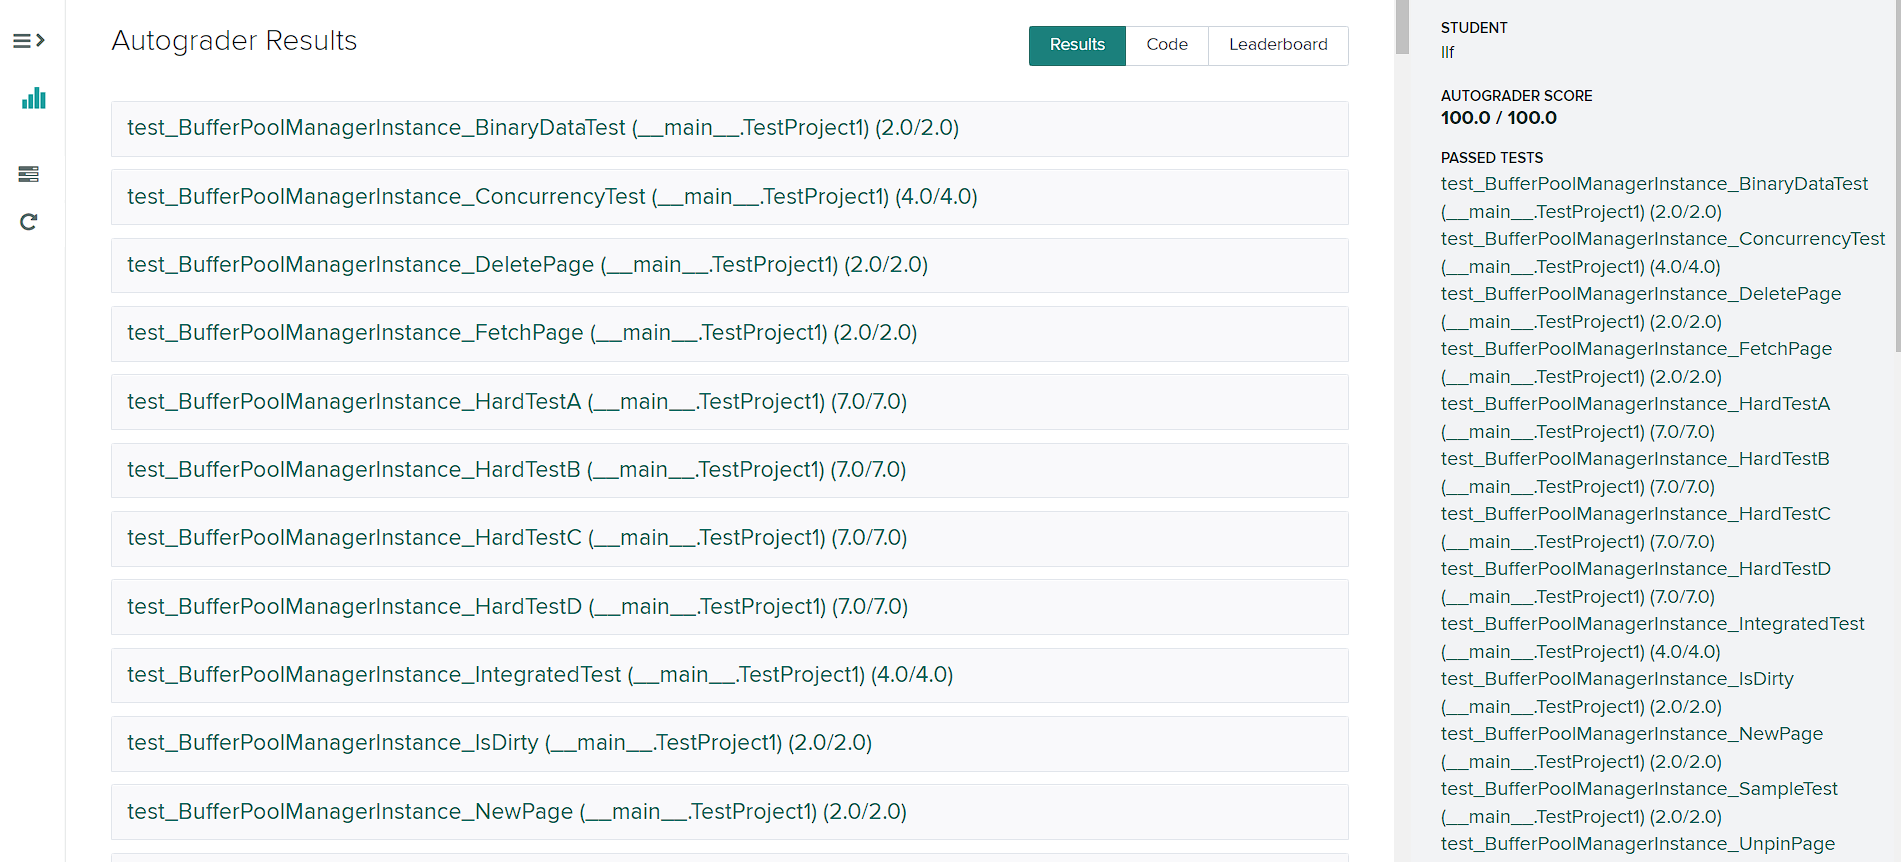 Autograder Results
Results
Code
Leaderboard
test_BufferPoolManagerInstance_BinaryDataTest (__main__.TestProject1) (2.0/2.0)
test_BufferPoolManagerInstance_ConcurrencyTest (__main__.TestProject1) (4.0/4.0)
test_BufferPoolManagerInstance_DeletePage (__main__.TestProject1) (2.0/2.0)
test_BufferPoolManagerInstance_FetchPage (__main__.TestProject1) (2.0/2.0)
test_BufferPoolManagerInstance_HardTestA (__main__.TestProject1) (7.0/7.0)
test_BufferPoolManagerInstance_HardTestB (__main__.TestProject1) (7.0/7.0)
test_BufferPoolManagerInstance_HardTestC (__main__.TestProject1) (7.0/7.0)
test_BufferPoolManagerInstance_HardTestD (__main__.TestProject1) (7.0/7.0)
test_BufferPoolManagerInstance_IntegratedTest (__main__.TestProject1) (4.0/4.0)
test_BufferPoolManagerInstance_IsDirty (__main__.TestProject1) (2.0/2.0)
test_BufferPoolManagerInstance_NewPage (__main__.TestProject1) (2.0/2.0)
STUDENT
llf
AUTOGRADER SCORE
100.0 / 100.0
PASSED TESTS
test_BufferPoolManagerInstance_BinaryDataTest
(__main__.TestProject1) (2.0/2.0)
test_BufferPoolManagerInstance_ConcurrencyTest
(__main__.TestProject1) (4.0/4.0)
test_BufferPoolManagerInstance_DeletePage
(__main__.TestProject1) (2.0/2.0)
test_BufferPoolManagerInstance_FetchPage
(__main__.TestProject1) (2.0/2.0)
test_BufferPoolManagerInstance_HardTestA
(__main__.TestProject1) (7.0/7.0)
test_BufferPoolManagerInstance_HardTestB
(__main__.TestProject1) (7.0/7.0)
test_BufferPoolManagerInstance_HardTestC
(__main__.TestProject1) (7.0/7.0)
test_BufferPoolManagerInstance_HardTestD
(__main__.TestProject1) (7.0/7.0)
test_BufferPoolManagerInstance_IntegratedTest
(__main__.TestProject1) (4.0/4.0)
test_BufferPoolManagerInstance_IsDirty
(__main__.TestProject1) (2.0/2.0)
test_BufferPoolManagerInstance_NewPage
(__main__.TestProject1) (2.0/2.0)
test_BufferPoolManagerInstance_SampleTest
(__main__.TestProject1) (2.0/2.0)
test_BufferPoolManagerInstance_UnpinPage